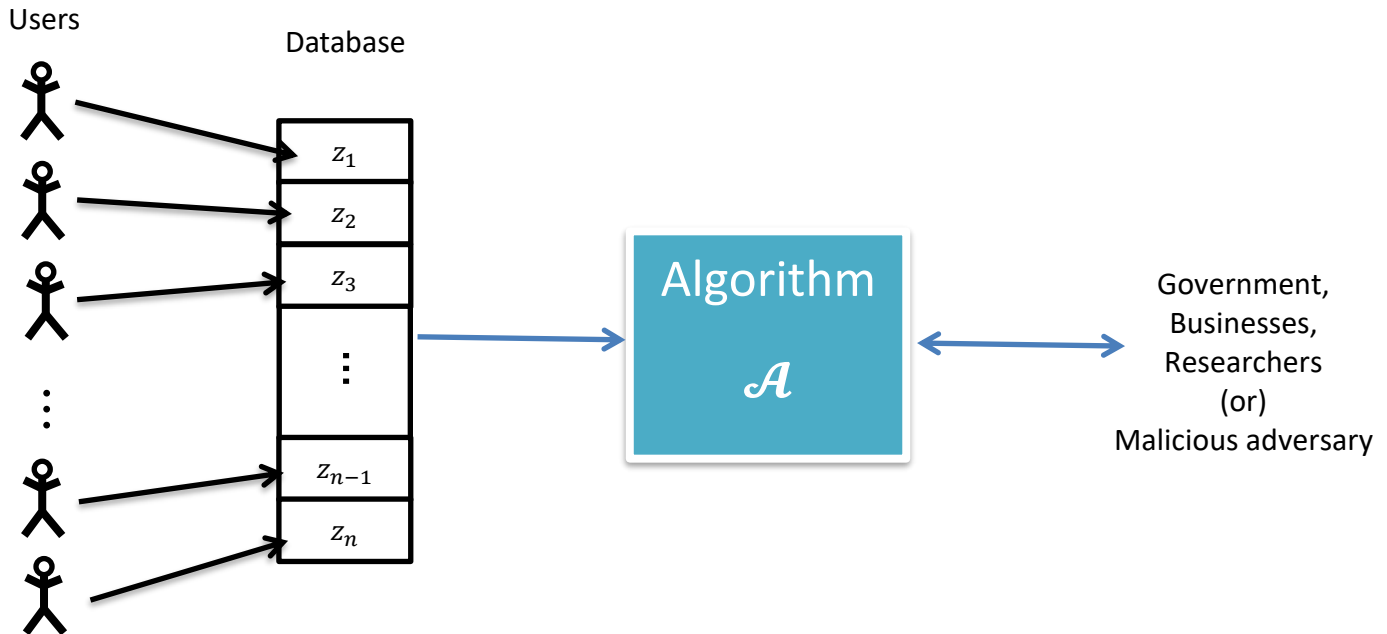 Users
Database
z₁
z₂
z₃
⋮
⋮
zₙ₋₁
zₙ
Algorithm
𝓐
Government,
Businesses,
Researchers
(or)
Malicious adversary